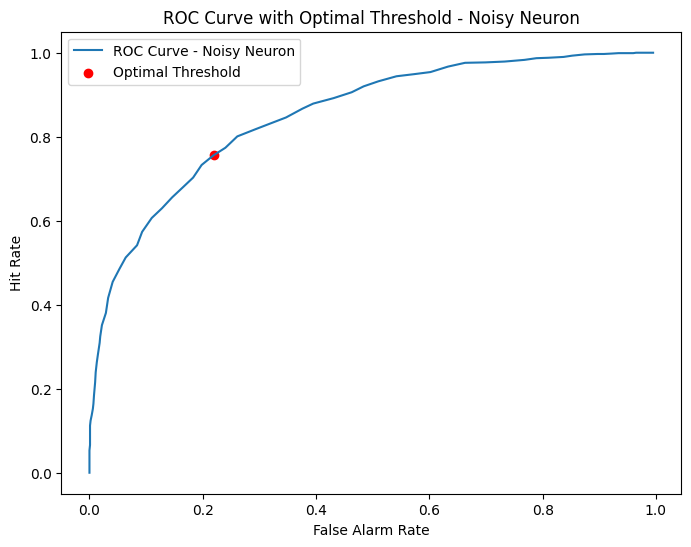 ROC Curve with Optimal Threshold - Noisy Neuron
ROC Curve - Noisy Neuron
Optimal Threshold
1.0
0.8
0.6
0.4
0.2
0.0
Hit Rate
0.0 0.2 0.4 0.6 0.8 1.0
False Alarm Rate